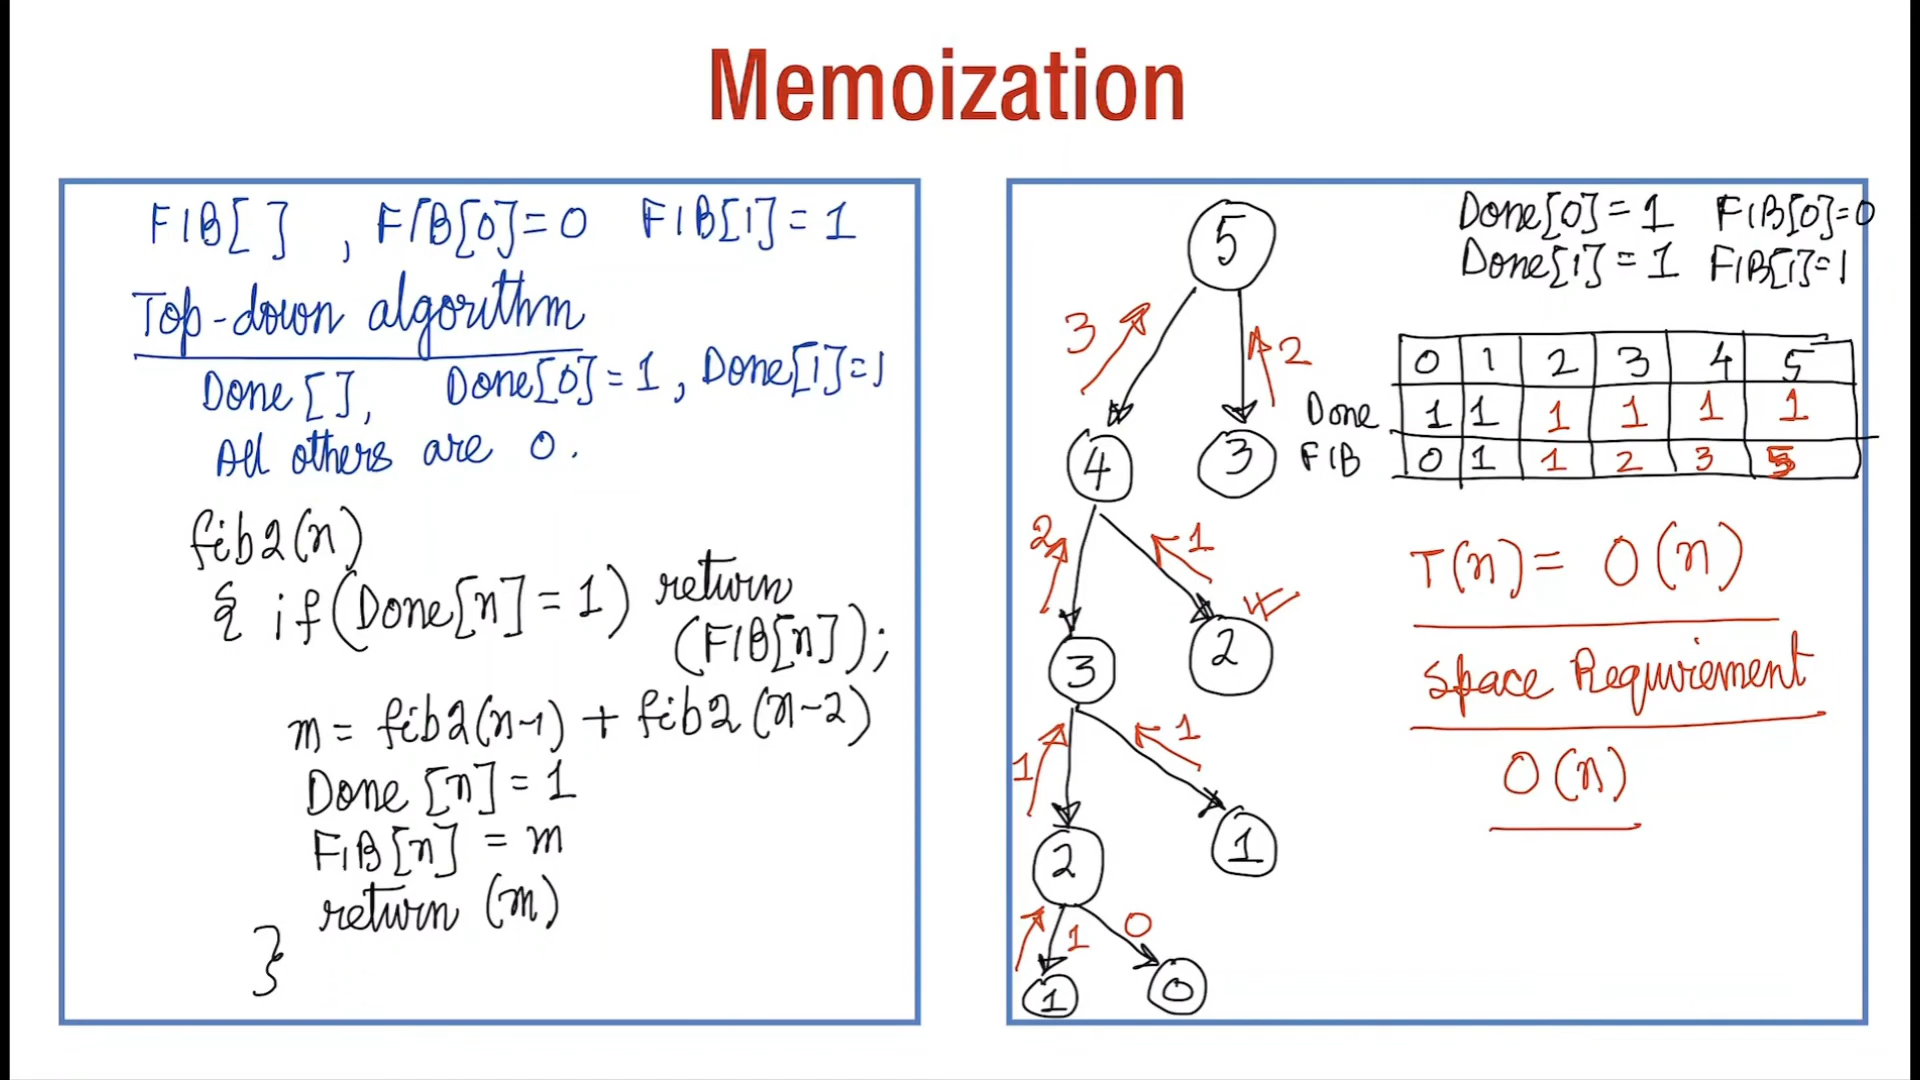 Memoization
FIB[ ] , FIB[0]=0 FIB[1]=1
Top-down algorithm
Done[], Done[0]=1, Done[1]=1
All others are 0.
fib2(n)
{ if(Done[n]=1) return
(FIB[n]);
m= fib2(n-1) + fib2(n-2)
Done [n]=1
FIB[n] = m
return (m)
}
Done[0]=1 FIB[0]=0
Done[1]=1 FIB[1]=1
0 1 2 3 4 5
Done 1 1 1 1 1 1
FIB 0 1 1 2 3 5
T(n)= O(n)
Space Requirement
O(n)
5
3 2
4 3
2 1
3 2
1 1
2 1
1 0
1 0